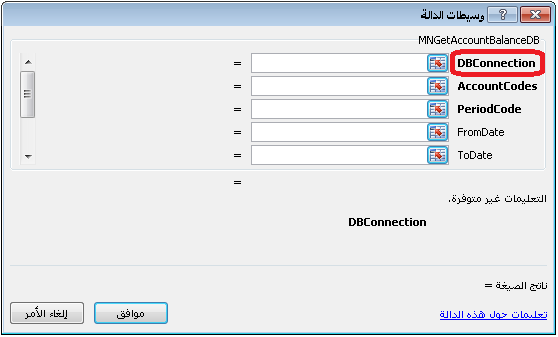 وسيطات الدالة
MNGetAccountBalanceDB
DBConnection =
AccountCodes =
PeriodCode =
FromDate =
ToDate =
=
التعليمات غير متوفرة.
DBConnection
ناتج الصيغة =
تعليمات حول هذه الدالة
موافق
إلغاء الأمر